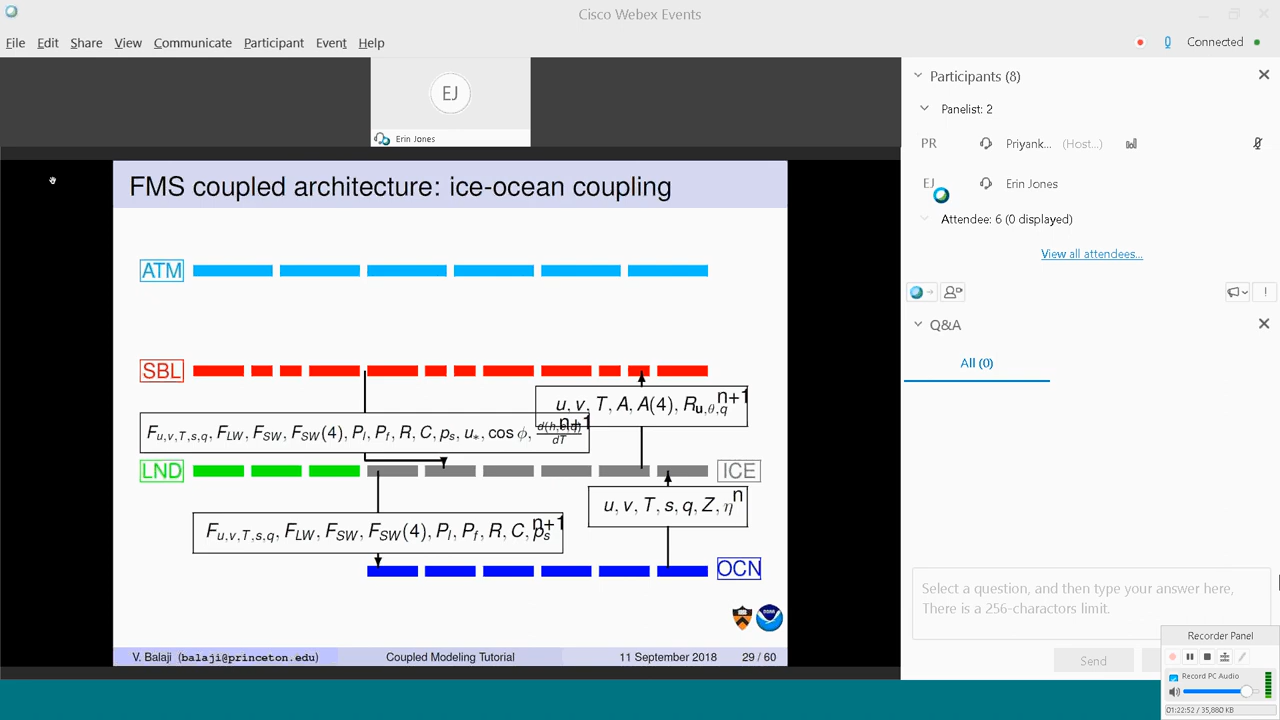 Cisco Webex Events
File Edit Share View Communicate Participant Event Help
Connected
EJ
Erin Jones
Participants (8)
Panelist: 2
PR Priyank... (Host...)
EJ Erin Jones
Attendee: 6 (0 displayed)
View all attendees...
Q&A
All (0)
FMS coupled architecture: ice-ocean coupling
ATM
SBL
u, v, T, A, A(4), R_{u,θ,q} n+1
F_{u,v,T,s,q}, F_{LW}, F_{SW}, F_{SW}(4), P_l, P_f, R, C, p_s, u_*, cos φ, n+1
LND ICE
u, v, T, s, q, Z, η n
F_{u,v,T,s,q}, F_{LW}, F_{SW}, F_{SW}(4), P_l, P_f, R, C, p_s n+1
OCN
V. Balaji (balaji@princeton.edu) Coupled Modeling Tutorial 11 September 2018 29 / 60
Select a question, and then type your answer here,
There is a 256-charactors limit.
Send
Recorder Panel
Record PC Audio
01:22:52 / 35,880 KB